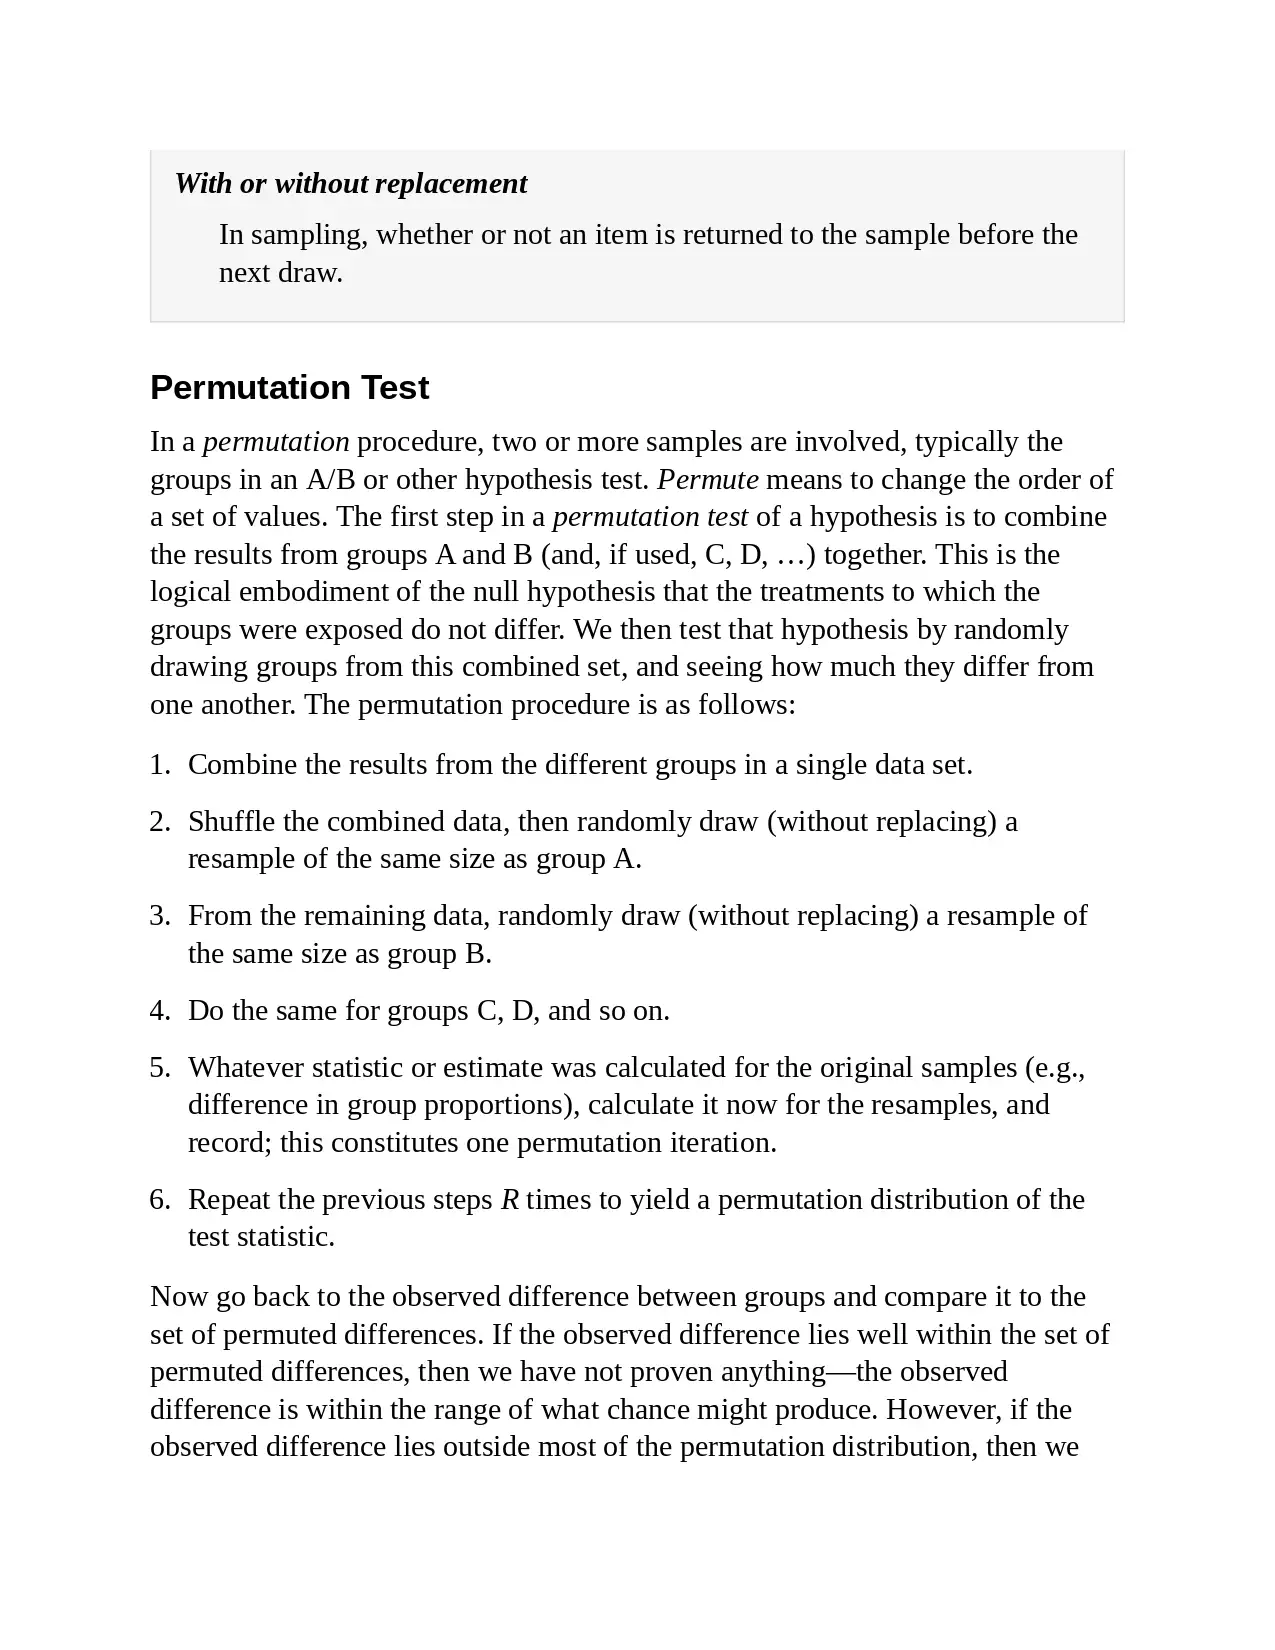 With or without replacement
In sampling, whether or not an item is returned to the sample before the
next draw.
Permutation Test
In a permutation procedure, two or more samples are involved, typically the
groups in an A/B or other hypothesis test. Permute means to change the order of
a set of values. The first step in a permutation test of a hypothesis is to combine
the results from groups A and B (and, if used, C, D, …) together. This is the
logical embodiment of the null hypothesis that the treatments to which the
groups were exposed do not differ. We then test that hypothesis by randomly
drawing groups from this combined set, and seeing how much they differ from
one another. The permutation procedure is as follows:
1. Combine the results from the different groups in a single data set.
2. Shuffle the combined data, then randomly draw (without replacing) a
resample of the same size as group A.
3. From the remaining data, randomly draw (without replacing) a resample of
the same size as group B.
4. Do the same for groups C, D, and so on.
5. Whatever statistic or estimate was calculated for the original samples (e.g.,
difference in group proportions), calculate it now for the resamples, and
record; this constitutes one permutation iteration.
6. Repeat the previous steps R times to yield a permutation distribution of the
test statistic.
Now go back to the observed difference between groups and compare it to the
set of permuted differences. If the observed difference lies well within the set of
permuted differences, then we have not proven anything—the observed
difference is within the range of what chance might produce. However, if the
observed difference lies outside most of the permutation distribution, then we